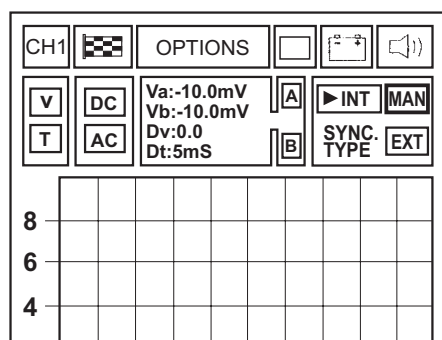 CH1 OPTIONS - +
V DC Va:-10.0mV A ►INT MAN
Vb:-10.0mV
T AC Dv:0.0 B SYNC. TYPE EXT
Dt:5mS
8
6
4